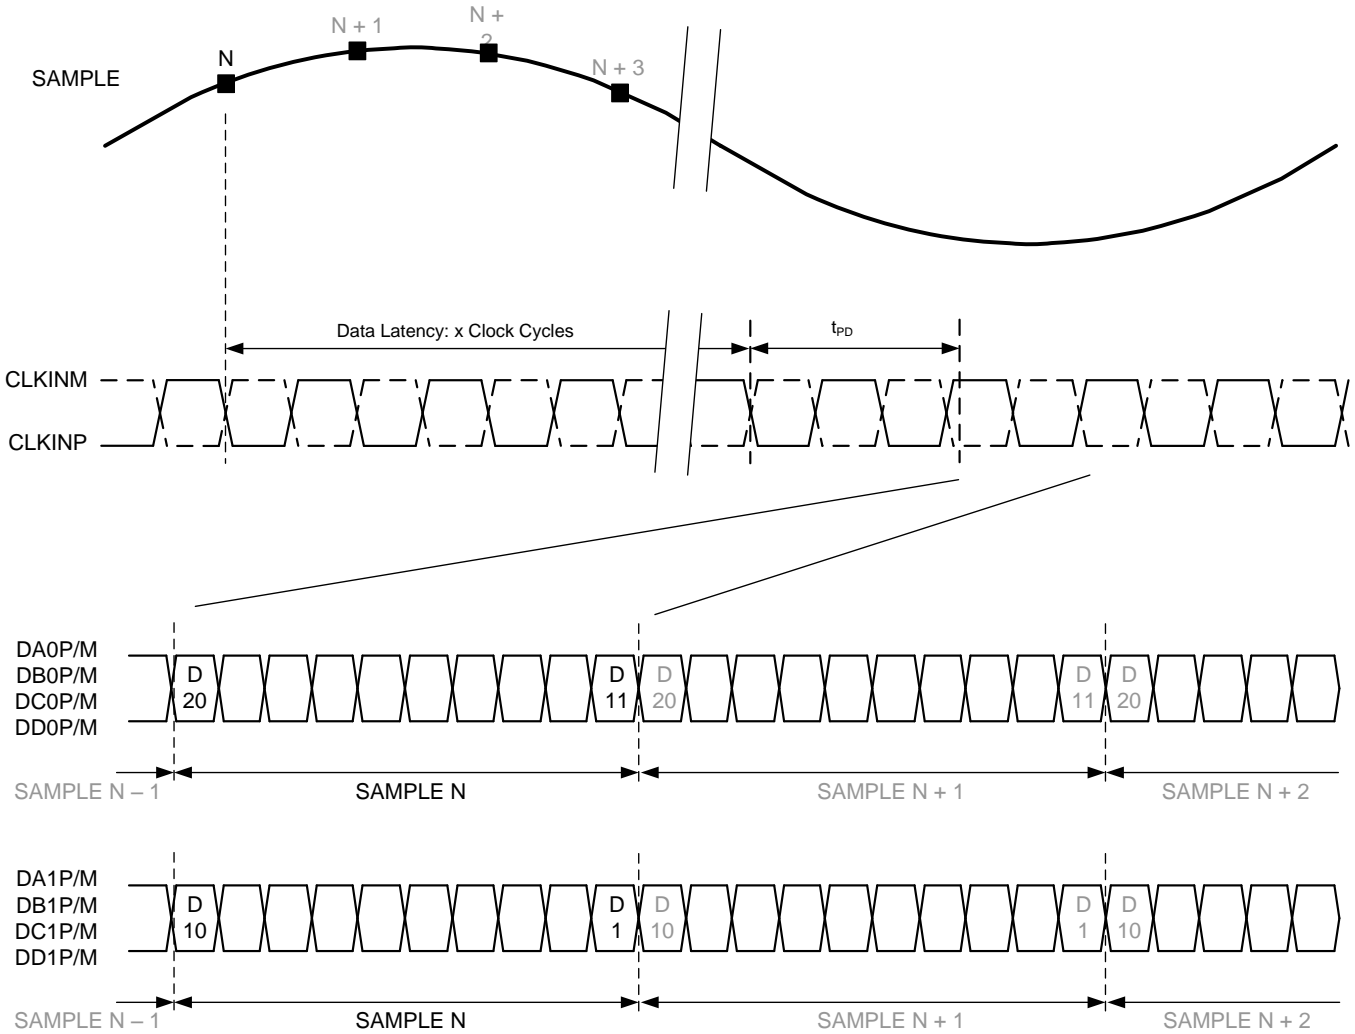 N + 1
N +
2
N
N + 3
SAMPLE
Data Latency: x Clock Cycles
tPD
CLKINM
CLKINP
DA0P/M
DB0P/M
DC0P/M
DD0P/M
D
20
D
11
D
20
D
11
D
20
SAMPLE N – 1
SAMPLE N
SAMPLE N + 1
SAMPLE N + 2
DA1P/M
DB1P/M
DC1P/M
DD1P/M
D
10
D
1
D
10
D
1
D
10
SAMPLE N – 1
SAMPLE N
SAMPLE N + 1
SAMPLE N + 2